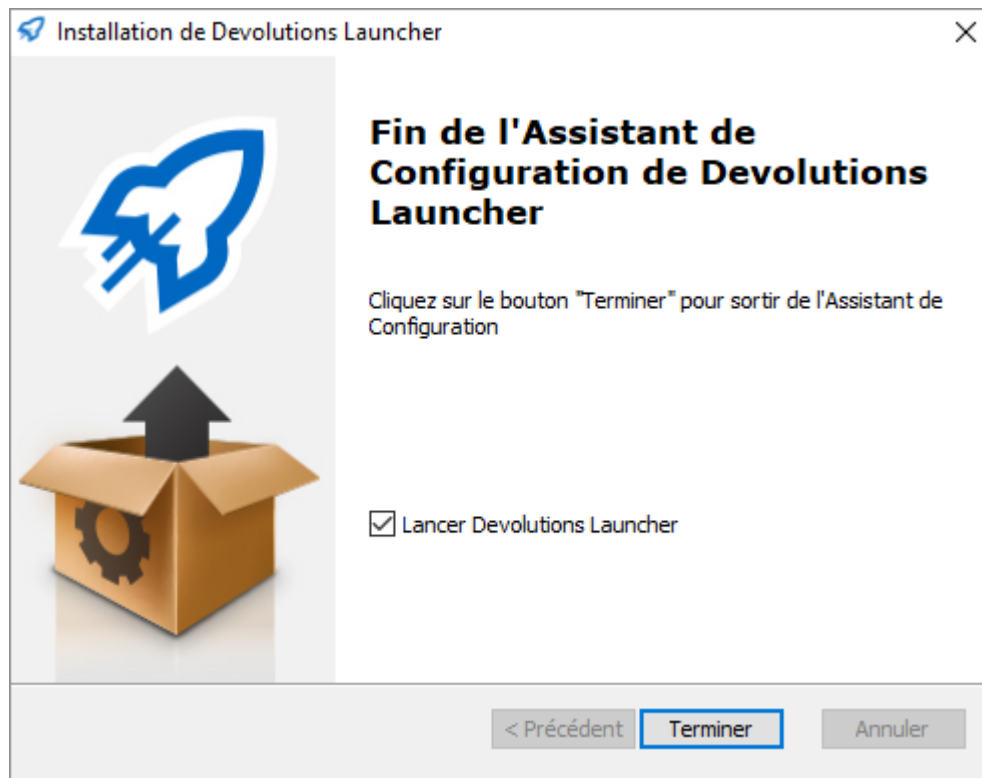 Installation de Devolutions Launcher
Fin de l'Assistant de
Configuration de Devolutions
Launcher
Cliquez sur le bouton "Terminer" pour sortir de l'Assistant de
Configuration
Lancer Devolutions Launcher
< Précédent
Terminer
Annuler